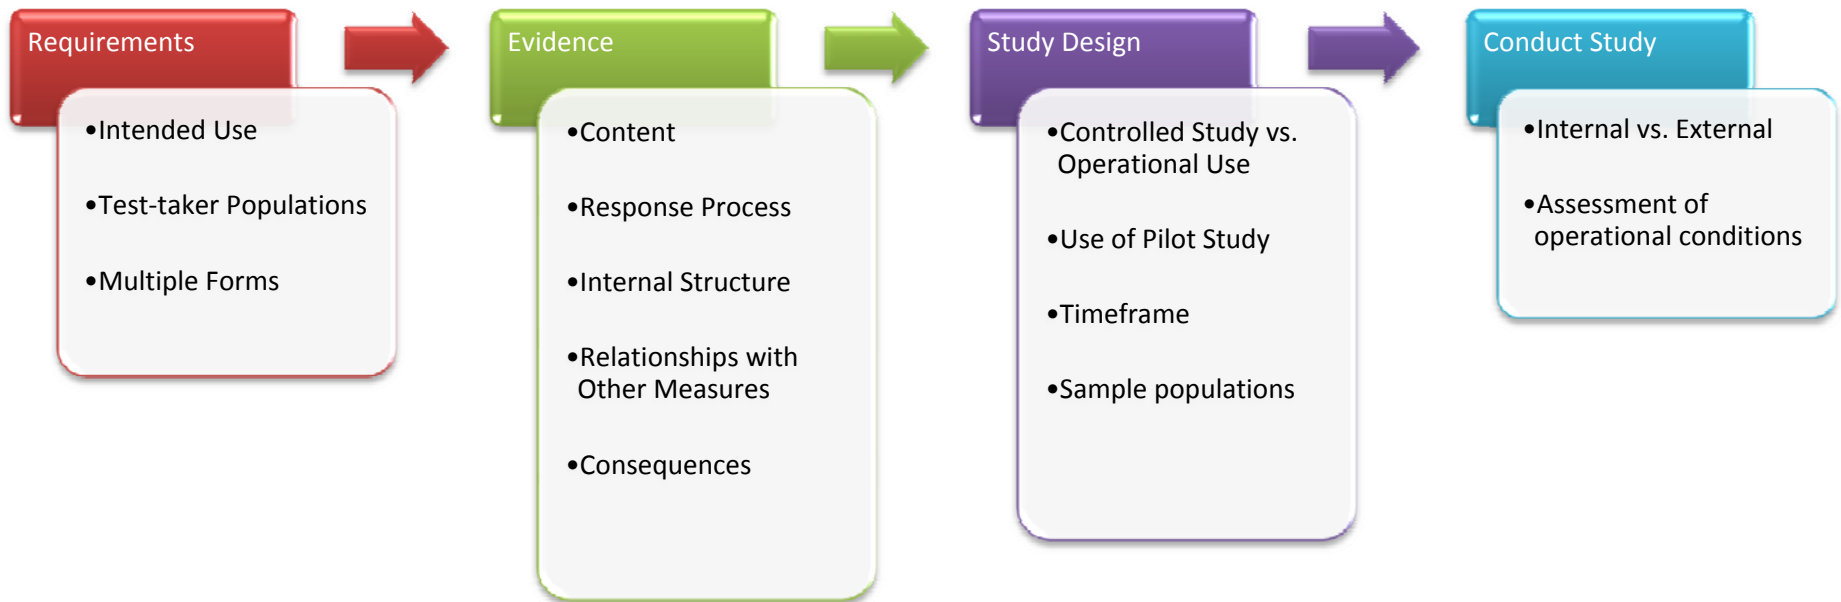 Requirements
•Intended Use
•Test-taker Populations
•Multiple Forms
Evidence
•Content
•Response Process
•Internal Structure
•Relationships with
Other Measures
•Consequences
Study Design
•Controlled Study vs.
Operational Use
•Use of Pilot Study
•Timeframe
•Sample populations
Conduct Study
•Internal vs. External
•Assessment of
operational conditions